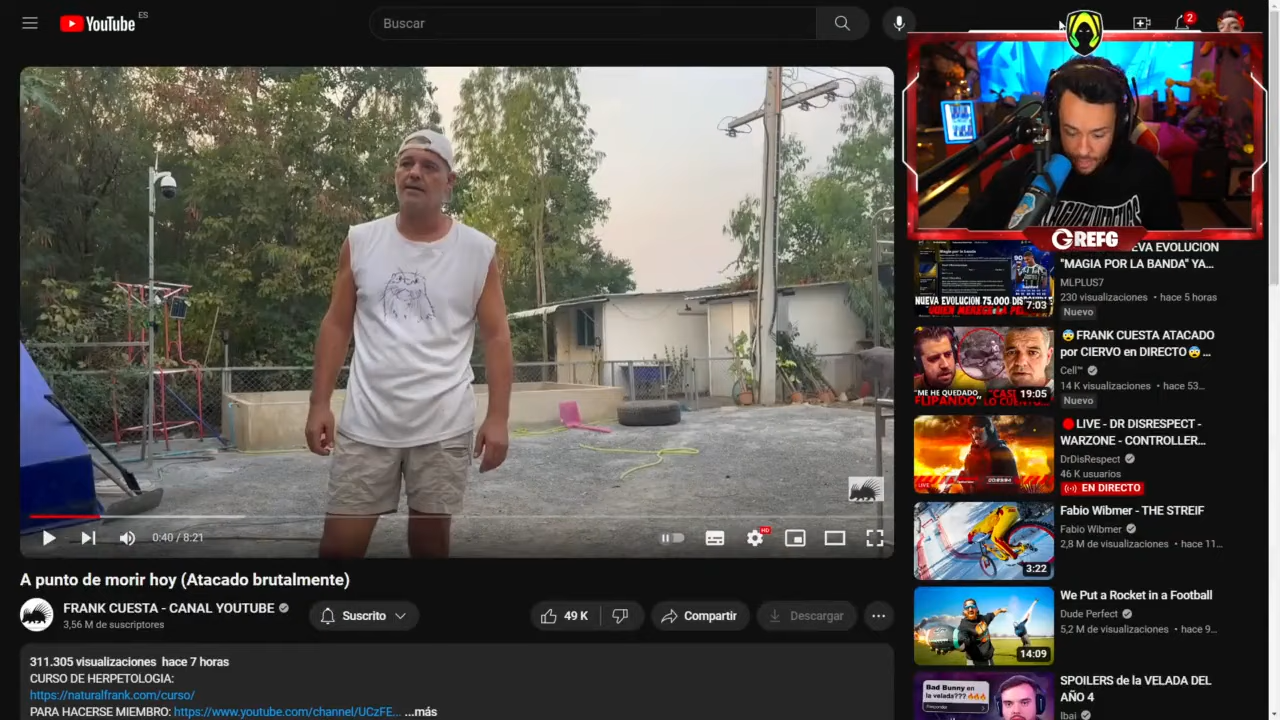 YouTube ES
Buscar
2
GREFG
0:40 / 8:21
HD
A punto de morir hoy (Atacado brutalmente)
FRANK CUESTA - CANAL YOUTUBE
3,56 M de suscriptores
Suscrito
49 K
Compartir
Descargar
311.305 visualizaciones hace 7 horas
CURSO DE HERPETOLOGIA:
https://naturalfrank.com/curso/
PARA HACERSE MIEMBRO: https://www.youtube.com/channel/UCzFE... ...más
EVA EVOLUCION
"MAGIA POR LA BANDA" YA...
MLPLUS7
230 visualizaciones • hace 5 horas
Nuevo
NUEVA EVOLUCION 75.000
7:03
FRANK CUESTA ATACADO
por CIERVO en DIRECTO ...
Cell™
14 K visualizaciones • hace 53...
Nuevo
"ME HE QUEDADO
FLIPANDO"
19:05
LIVE - DR DISRESPECT -
WARZONE - CONTROLLER...
DrDisRespect
46 K usuarios
EN DIRECTO
LIVE
Fabio Wibmer - THE STREIF
Fabio Wibmer
2,8 M de visualizaciones • hace 11...
3:22
We Put a Rocket in a Football
Dude Perfect
5,2 M de visualizaciones • hace 9...
14:09
SPOILERS de la VELADA DEL
AÑO 4
Ibai
Bad Bunny en
la velada???